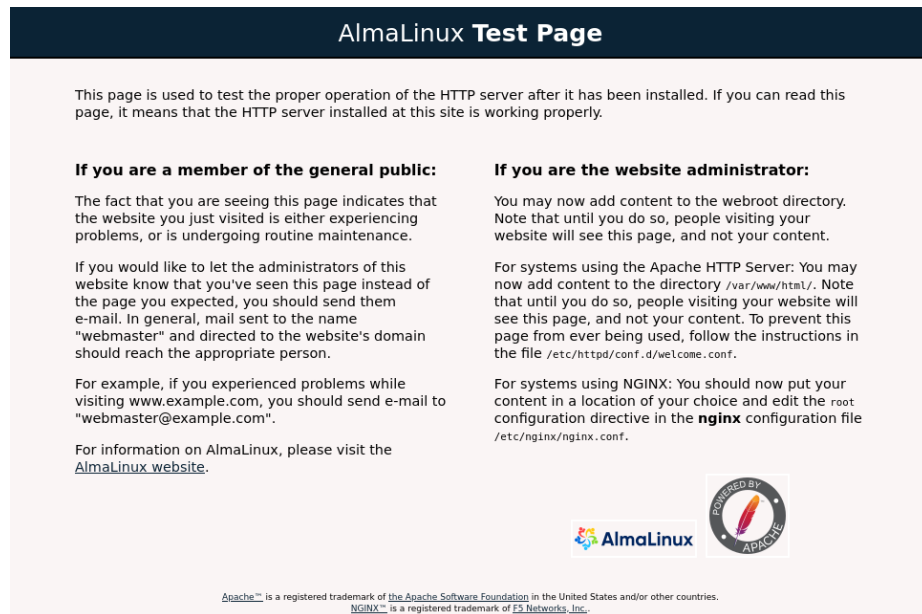 AlmaLinux Test Page
This page is used to test the proper operation of the HTTP server after it has been installed. If you can read this
page, it means that the HTTP server installed at this site is working properly.
If you are a member of the general public:
The fact that you are seeing this page indicates that
the website you just visited is either experiencing
problems, or is undergoing routine maintenance.
If you would like to let the administrators of this
website know that you've seen this page instead of
the page you expected, you should send them
e-mail. In general, mail sent to the name
"webmaster" and directed to the website's domain
should reach the appropriate person.
For example, if you experienced problems while
visiting www.example.com, you should send e-mail to
"webmaster@example.com".
For information on AlmaLinux, please visit the
AlmaLinux website.
If you are the website administrator:
You may now add content to the webroot directory.
Note that until you do so, people visiting your
website will see this page, and not your content.
For systems using the Apache HTTP Server: You may
now add content to the directory /var/www/html/. Note
that until you do so, people visiting your website will
see this page, and not your content. To prevent this
page from ever being used, follow the instructions in
the file /etc/httpd/conf.d/welcome.conf.
For systems using NGINX: You should now put your
content in a location of your choice and edit the root
configuration directive in the nginx configuration file
/etc/nginx/nginx.conf.
AlmaLinux
POWERED BY
APACHE
Apache™ is a registered trademark of the Apache Software Foundation in the United States and/or other countries.
NGINX™ is a registered trademark of F5 Networks, Inc..